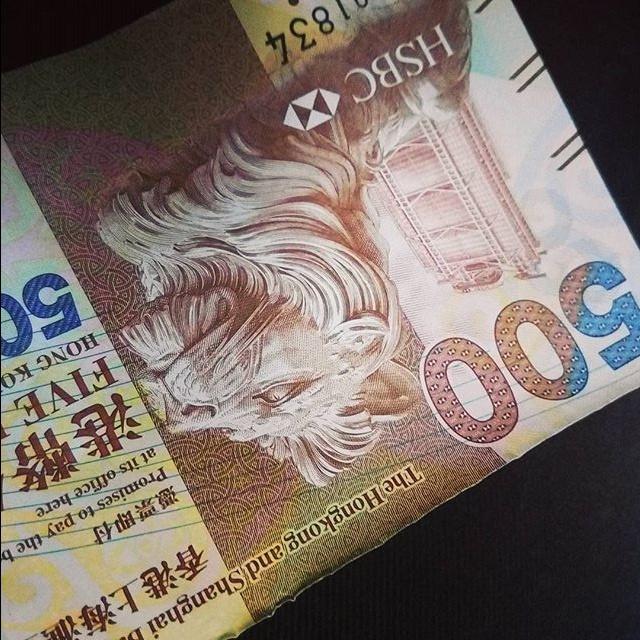 The Hongkong and Shanghai B
香港上海滙
憑票即付
Promises to pay the b
at its office here
港幣
FIVE
HONG KO
500
50
HSBC
1834